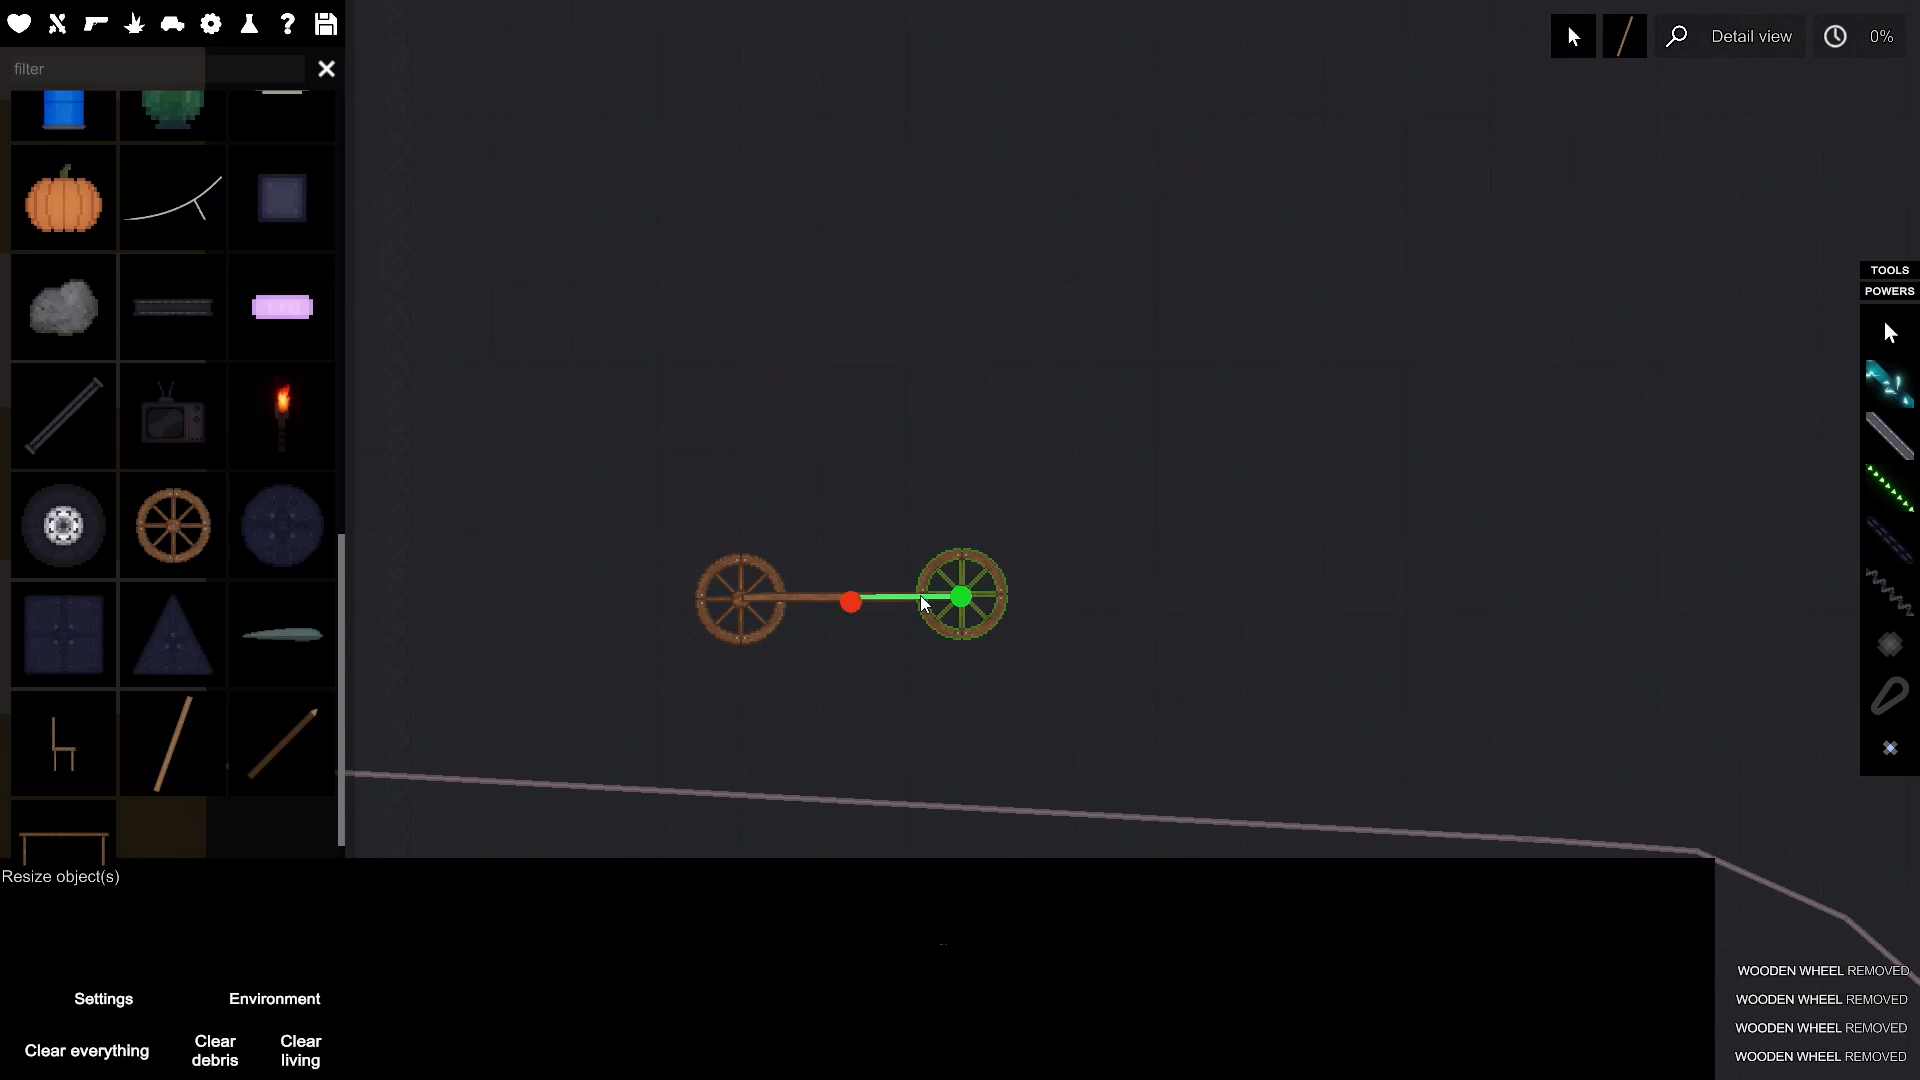 filter
Detail view
0%
TOOLS
POWERS
Resize object(s)
Settings
Environment
Clear everything
Clear debris
Clear living
WOODEN WHEEL REMOVED
WOODEN WHEEL REMOVED
WOODEN WHEEL REMOVED
WOODEN WHEEL REMOVED